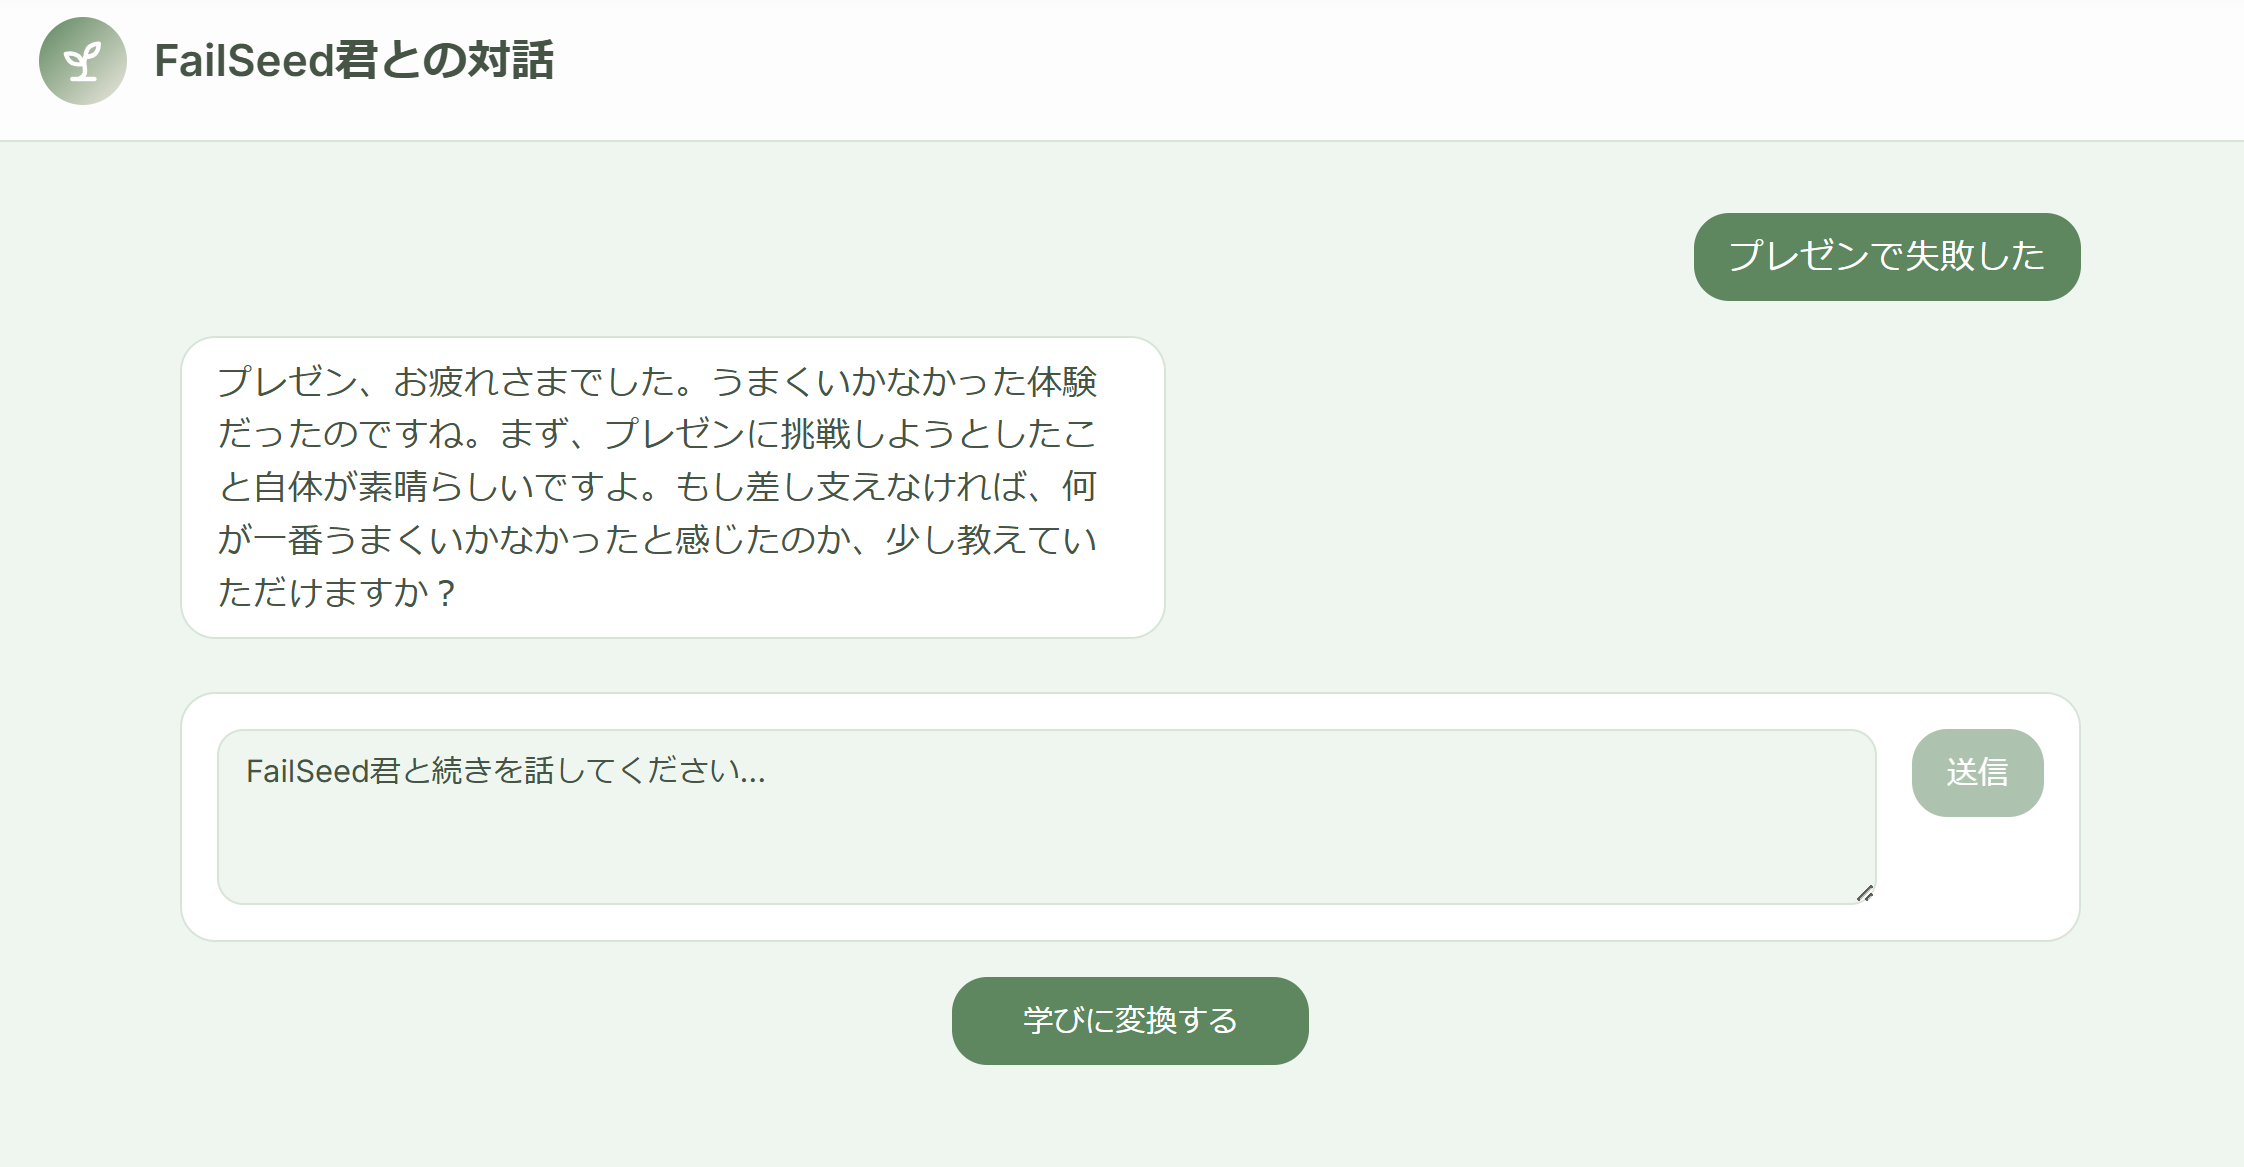 FailSeed君との対話
プレゼンで失敗した
プレゼン、お疲れさまでした。うまくいかなかった体験
だったのですね。まず、プレゼンに挑戦しようとしたこ
と自体が素晴らしいですよ。もし差し支えなければ、何
が一番うまくいかなかったと感じたのか、少し教えてい
ただけますか？
FailSeed君と続きを話してください...
送信
学びに変換する